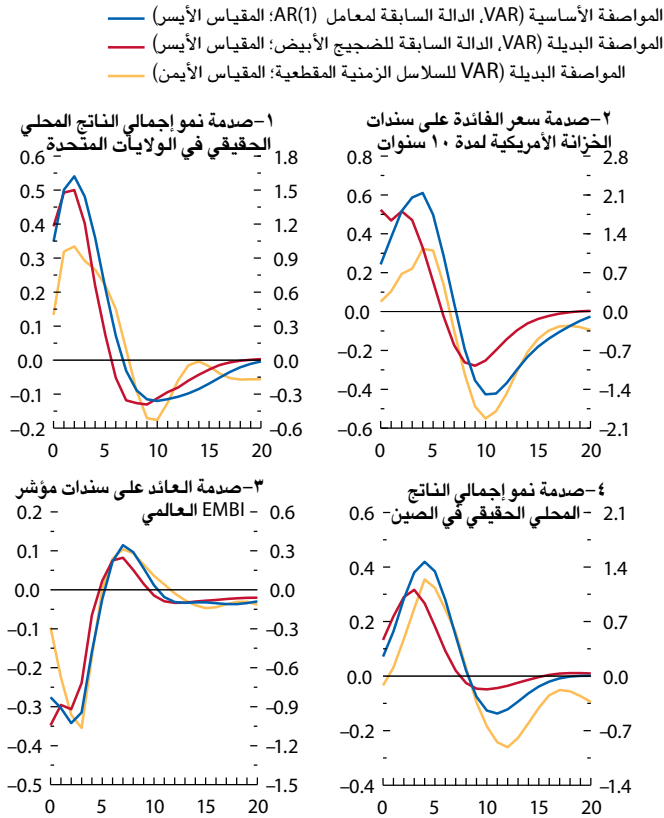 المواصفة الأساسية (VAR، الدالة السابقة لمعامل AR(1)؛ المقياس الأيسر)
المواصفة البديلة (VAR، الدالة السابقة للضجيج الأبيض؛ المقياس الأيسر)
المواصفة البديلة (VAR للسلاسل الزمنية المقطعية؛ المقياس الأيمن)
١–صدمة نمو إجمالي الناتج المحلي
الحقيقي في الولايات المتحدة
0.6 1.8
0.5 1.5
0.4 1.2
0.3 0.9
0.2 0.6
0.1 0.3
0.0 0.0
–0.1 –0.3
–0.2 –0.6
0 5 10 15 20
٢–صدمة سعر الفائدة على سندات
الخزانة الأمريكية لمدة ١٠ سنوات
0.8 2.8
0.6 2.1
0.4 1.4
0.2 0.7
0.0 0.0
–0.2 –0.7
–0.4 –1.4
–0.6 –2.1
0 5 10 15 20
٣–صدمة العائد على سندات مؤشر
EMBI العالمي
0.2 0.6
0.1 0.3
0.0 0.0
–0.1 –0.3
–0.2 –0.6
–0.3 –0.9
–0.4 –1.2
–0.5 –1.5
0 5 10 15 20
٤–صدمة نمو إجمالي الناتج
المحلي الحقيقي في الصين
0.6 2.1
0.4 1.4
0.2 0.7
0.0 0.0
–0.2 –0.7
–0.4 –1.4
0 5 10 15 20